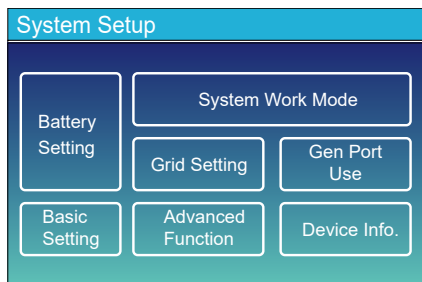 System Setup
Battery
Setting
System Work Mode
Grid Setting
Gen Port
Use
Basic
Setting
Advanced
Function
Device Info.